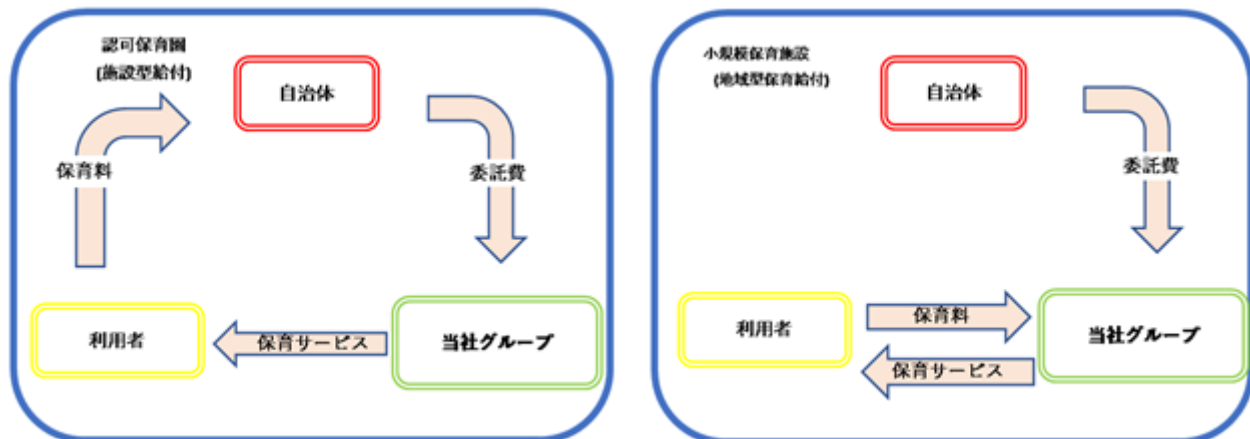 認可保育園
(施設型給付)
自治体
保育料
委託費
利用者
保育サービス
当社グループ
小規模保育施設
(地域型保育給付)
自治体
委託費
利用者
保育料
保育サービス
当社グループ